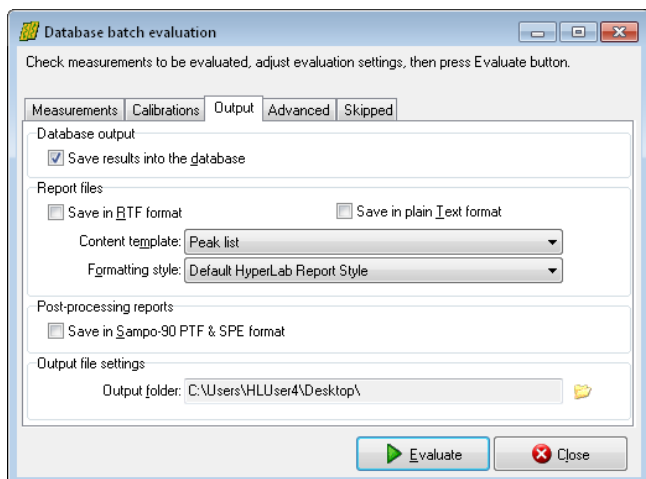 Database batch evaluation
Check measurements to be evaluated, adjust evaluation settings, then press Evaluate button.
Measurements Calibrations Output Advanced Skipped
Database output
Save results into the database
Report files
Save in RTF format Save in plain Text format
Content template: Peak list
Formatting style: Default HyperLab Report Style
Post-processing reports
Save in Sampo-90 PTF & SPE format
Output file settings
Output folder: C:\Users\HLUser4\Desktop\
Evaluate Close